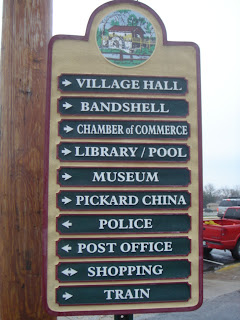 → VILLAGE HALL
→ BANDSHELL
→ CHAMBER of COMMERCE
→ LIBRARY / POOL
→ MUSEUM
→ PICKARD CHINA
← POLICE
← POST OFFICE
↔ SHOPPING
→ TRAIN